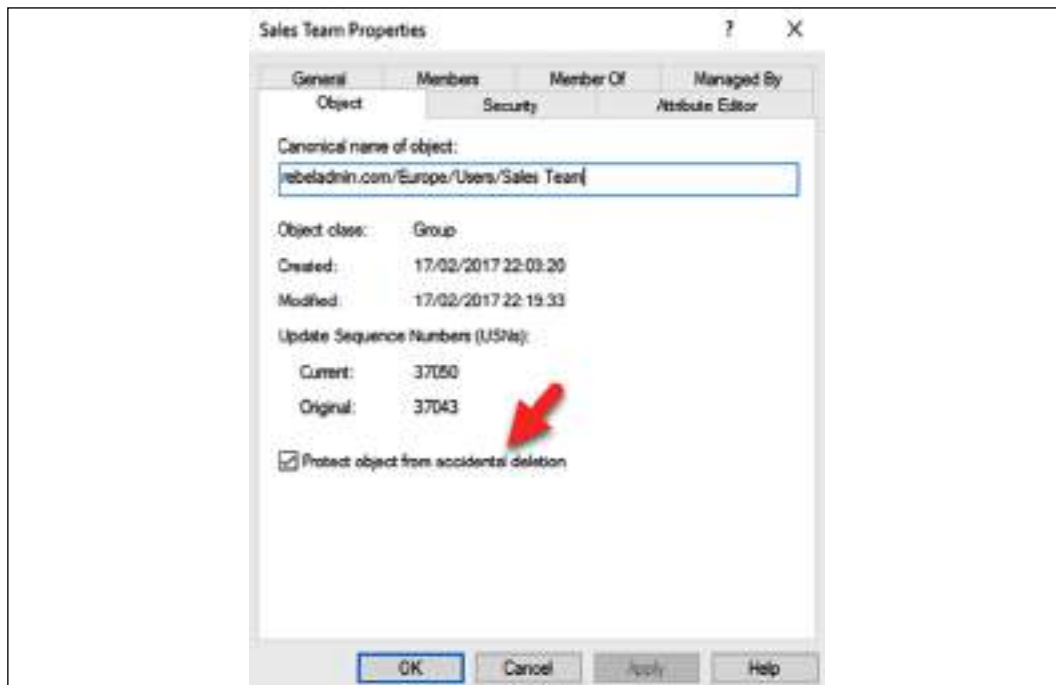 Sales Team Properties ? X
General Members Member Of Managed By
Object Security Attribute Editor
Canonical name of object:
rebeladmin.com/Europe/Users/Sales Team
Object class: Group
Created: 17/02/2017 22:03:20
Modified: 17/02/2017 22:19:33
Update Sequence Numbers (USNs):
Current: 37050
Original: 37043
Protect object from accidental deletion
OK Cancel Apply Help